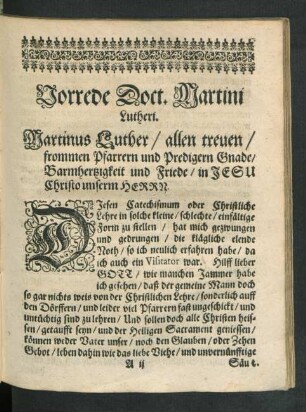 Vorrede Doct. Martini
Lutheri.
Martinus Luther / allen treuen /
frommen Pfarrern und Predigern Gnade /
Barmhertzigkeit und Friede / in JESU
Christo unserm HERRN.
DIesen Catechismum oder Christliche
Lehre in solche kleine / schlechte / einfältige
Form zu stellen / hat mich gezwungen
und gedrungen / die klägliche elende
Noth / so ich neulich erfahren habe / da
ich auch ein Visitator war. Hilff lieber
GOTT / wie manchen Jammer habe
ich gesehen / daß der gemeine Mann doch
so gar nichts weis von der Christlichen Lehre / sonderlich auff
den Dörffern / und leider viel Pfarrern fast ungeschickt / und
untüchtig sind zu lehren / Und sollen doch alle Christen heis-
sen / getaufft seyn / und der Heiligen Sacrament geniessen /
können weder Vater unser / noch den Glauben / oder Zehen
Gebot / leben dahin wie das liebe Viehe / und unvernünfftige
A ij Säu e.